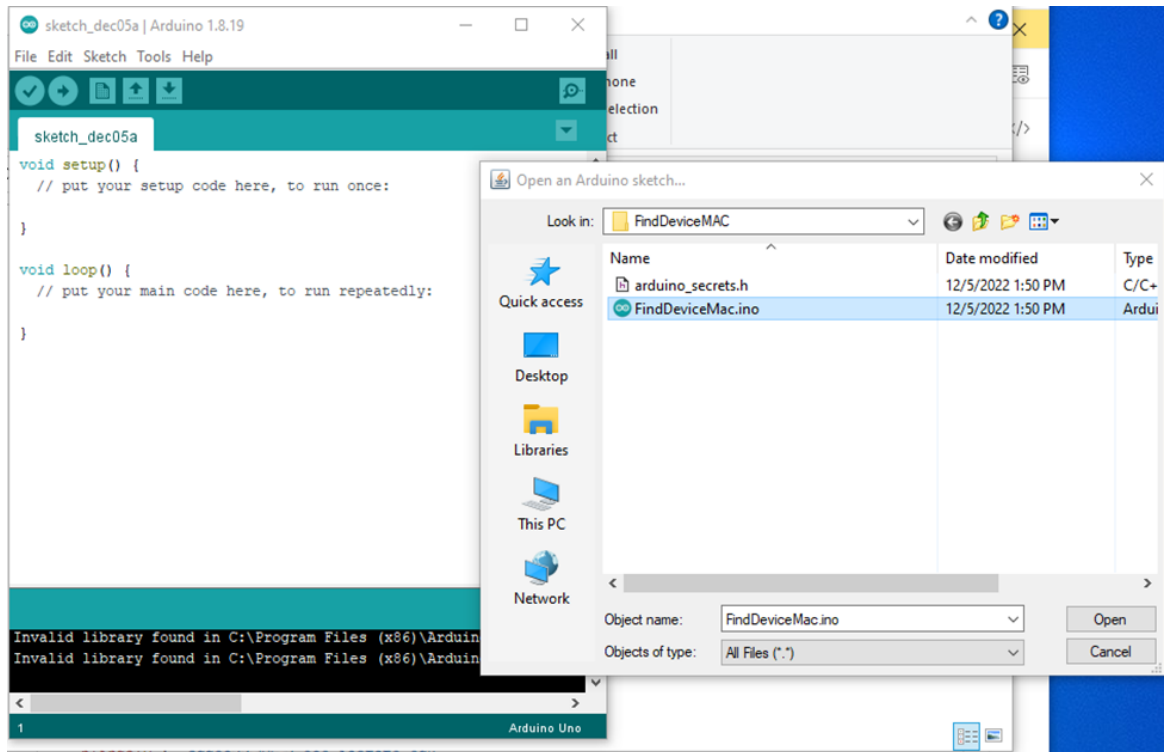 sketch_dec05a | Arduino 1.8.19
File Edit Sketch Tools Help
sketch_dec05a
void setup() {
// put your setup code here, to run once:
}
void loop() {
// put your main code here, to run repeatedly:
}
Invalid library found in C:\Program Files (x86)\Arduin
Invalid library found in C:\Program Files (x86)\Arduin
1
Arduino Uno
all
none
election
ct
Open an Arduino sketch...
Look in:
FindDeviceMAC
Quick access
Desktop
Libraries
This PC
Network
Name Date modified Type
arduino_secrets.h 12/5/2022 1:50 PM C/C+
FindDeviceMac.ino 12/5/2022 1:50 PM Ardui
Object name: FindDeviceMac.ino Open
Objects of type: All Files (*.*) Cancel